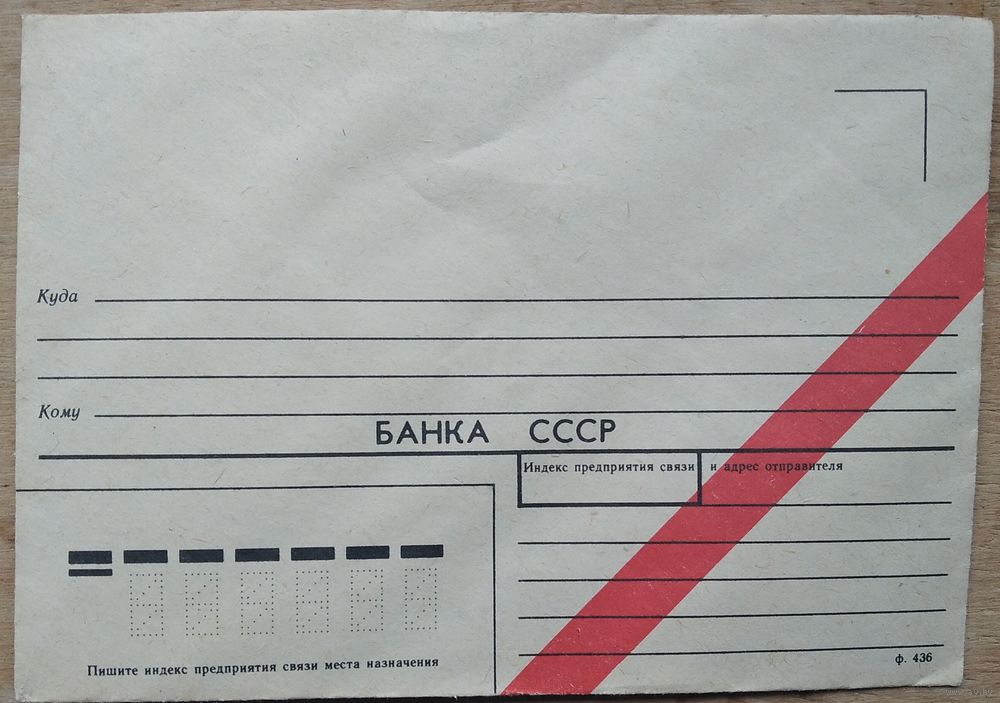 Куда
Кому
БАНКА СССР
Индекс предприятия связи и адрес отправителя
Пишите индекс предприятия связи места назначения
ф. 436